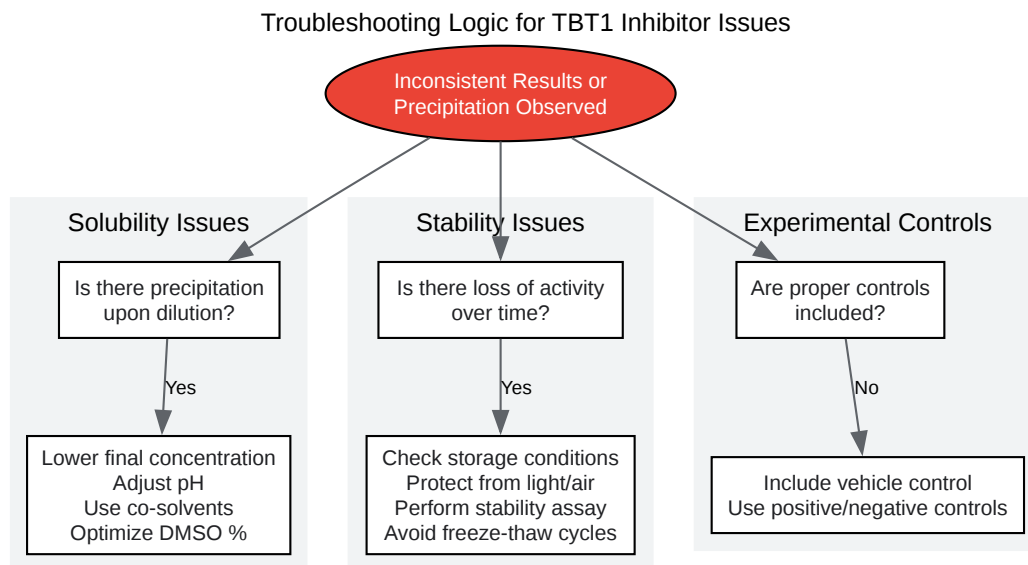 Troubleshooting Logic for TBT1 Inhibitor Issues
Inconsistent Results or
Precipitation Observed
Solubility Issues
Is there precipitation
upon dilution?
Yes
Lower final concentration
Adjust pH
Use co-solvents
Optimize DMSO %
Stability Issues
Is there loss of activity
over time?
Yes
Check storage conditions
Protect from light/air
Perform stability assay
Avoid freeze-thaw cycles
Experimental Controls
Are proper controls
included?
No
Include vehicle control
Use positive/negative controls